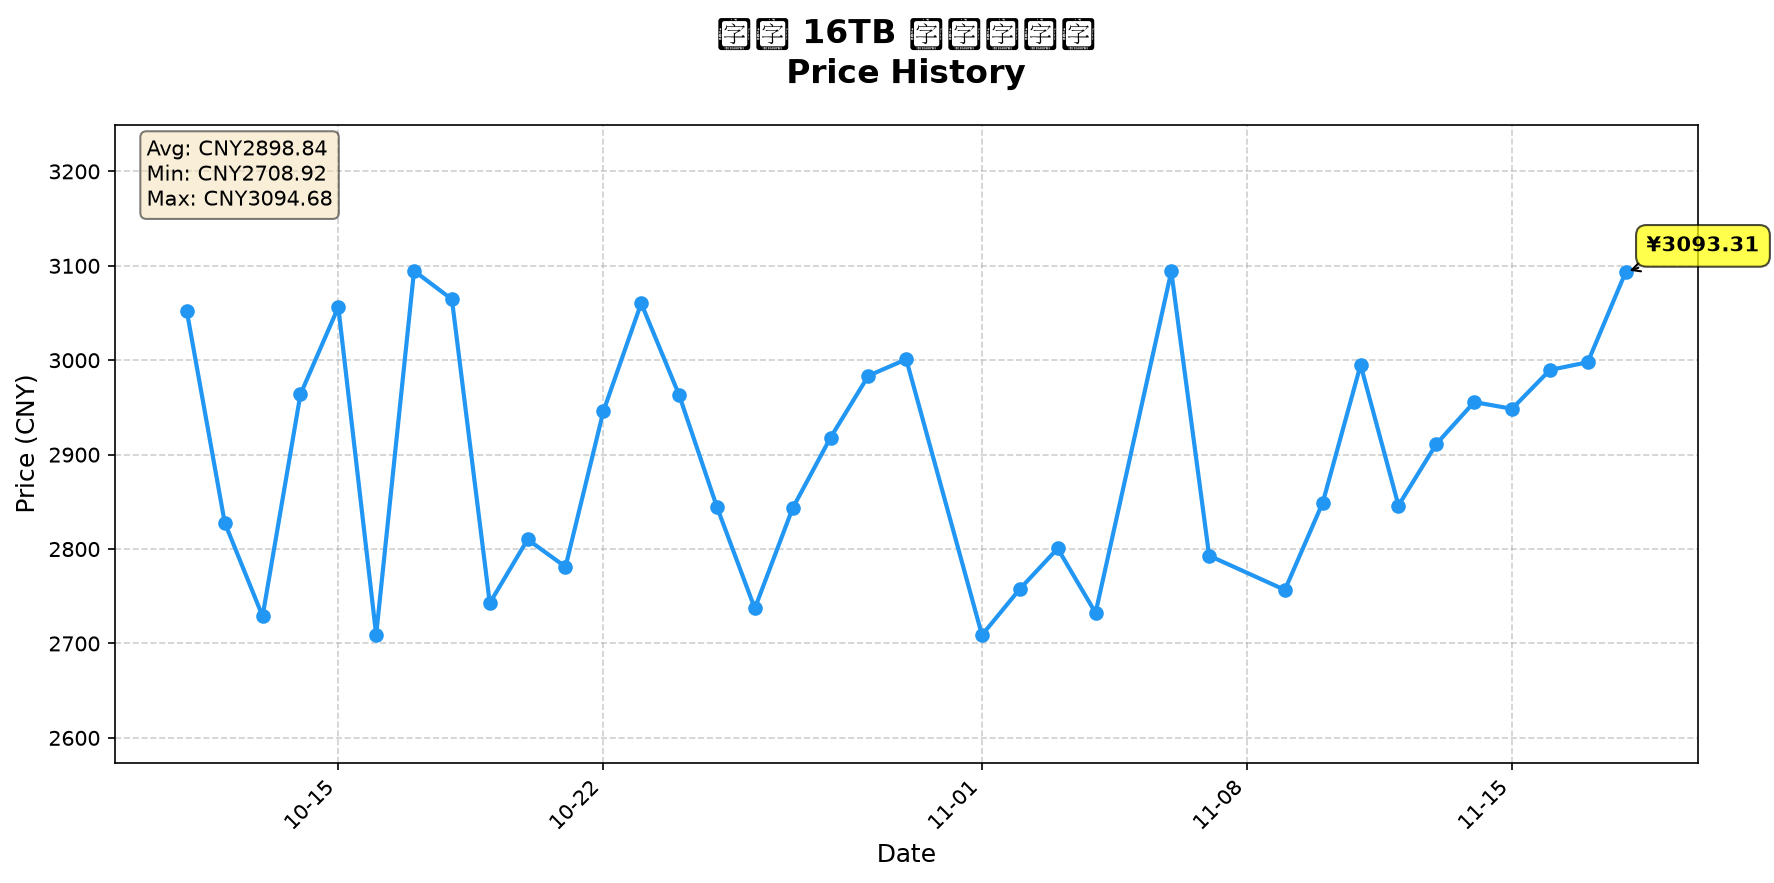 16TB
Price History
Avg: CNY2898.84
Min: CNY2708.92
Max: CNY3094.68
¥3093.31
Price (CNY)
3200
3100
3000
2900
2800
2700
2600
10-15
10-22
11-01
11-08
11-15
Date